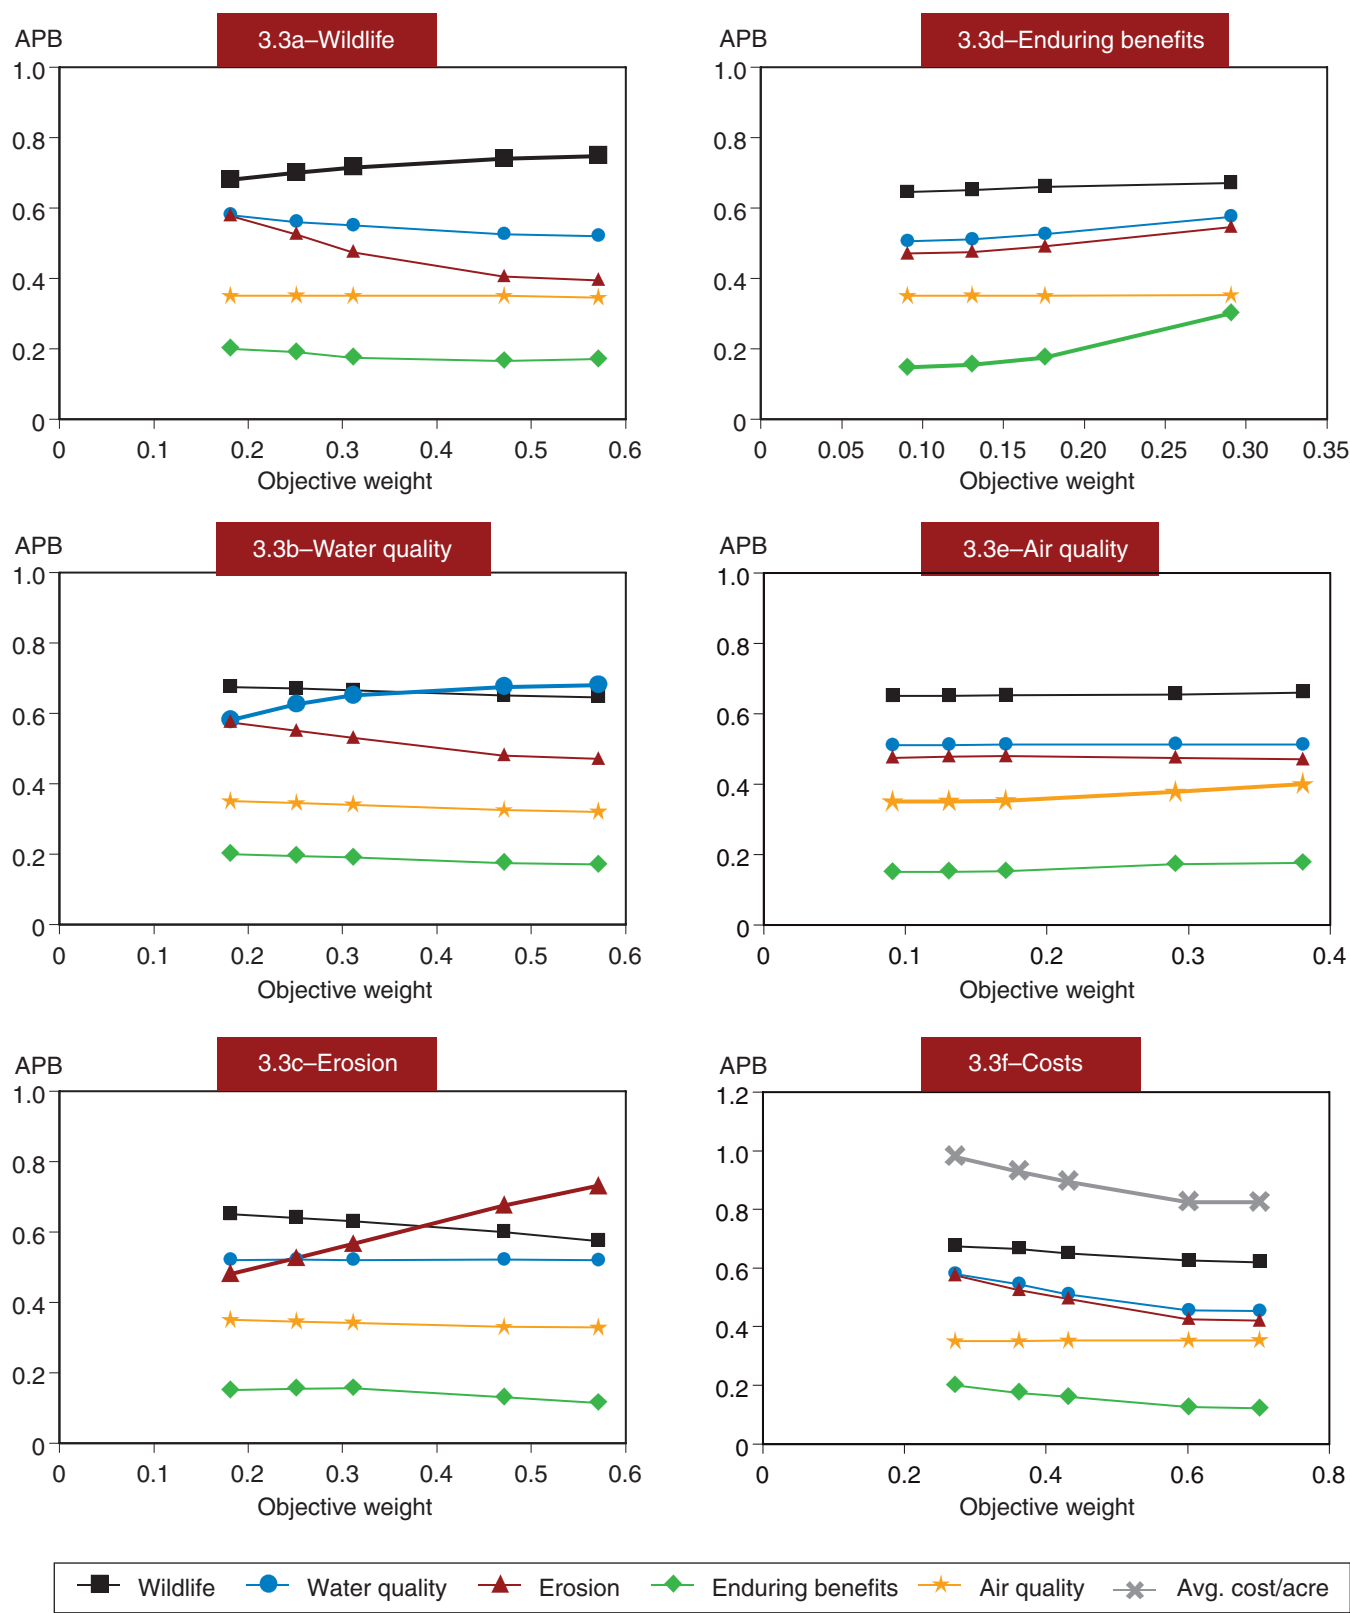 APB
3.3a–Wildlife
1.0
0.8
0.6
0.4
0.2
0
0 0.1 0.2 0.3 0.4 0.5 0.6
Objective weight
APB
3.3d–Enduring benefits
1.0
0.8
0.6
0.4
0.2
0
0 0.05 0.10 0.15 0.20 0.25 0.30 0.35
Objective weight
APB
3.3b–Water quality
1.0
0.8
0.6
0.4
0.2
0
0 0.1 0.2 0.3 0.4 0.5 0.6
Objective weight
APB
3.3e–Air quality
1.0
0.8
0.6
0.4
0.2
0
0 0.1 0.2 0.3 0.4
Objective weight
APB
3.3c–Erosion
1.0
0.8
0.6
0.4
0.2
0
0 0.1 0.2 0.3 0.4 0.5 0.6
Objective weight
APB
3.3f–Costs
1.2
1.0
0.8
0.6
0.4
0.2
0
0 0.2 0.4 0.6 0.8
Objective weight
Wildlife Water quality Erosion Enduring benefits Air quality Avg. cost/acre